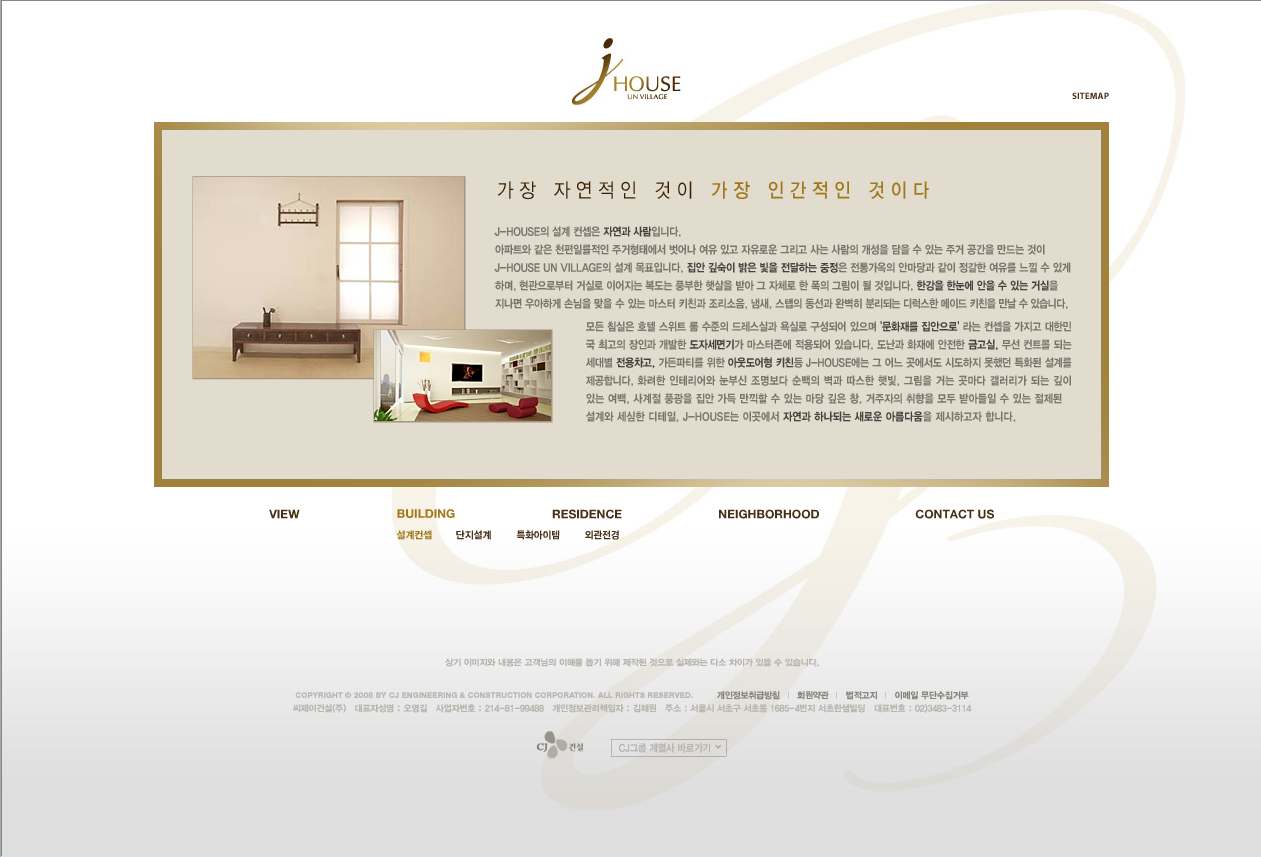 j HOUSE
UN VILLAGE
SITEMAP
가장 자연적인 것이 가장 인간적인 것이다
J-HOUSE의 설계 컨셉은 자연과 사람입니다.
아파트와 같은 천편일률적인 주거형태에서 벗어나 여유 있고 자유로운 그리고 사는 사람의 개성을 담을 수 있는 주거 공간을 만드는 것이
J-HOUSE UN VILLAGE의 설계 목표입니다. 집안 깊숙이 밝은 빛을 전달하는 중정은 전통가옥의 안마당과 같이 정갈한 여유를 느낄 수 있게
하며, 현관으로부터 거실로 이어지는 복도는 풍부한 햇살을 받아 그 자체로 한 폭의 그림이 될 것입니다. 한강을 한눈에 안을 수 있는 거실을
지나면 우아하게 손님을 맞을 수 있는 마스터 키친과 조리소음, 냄새, 스탭의 동선과 완벽히 분리되는 디럭스한 메이드 키친을 만날 수 있습니다.
모든 침실은 호텔 스위트 룸 수준의 드레스실과 욕실로 구성되어 있으며 '문화재를 집안으로' 라는 컨셉을 가지고 대한민
국 최고의 장인과 개발한 도자세면기가 마스터존에 적용되어 있습니다. 도난과 화재에 안전한 금고실, 무선 컨트롤 되는
세대별 전용차고, 가든파티를 위한 아웃도어형 키친등 J-HOUSE에는 그 어느 곳에서도 시도하지 못했던 특화된 설계를
제공합니다. 화려한 인테리어와 눈부신 조명보다 순백의 벽과 따스한 햇빛, 그림을 거는 곳마다 갤러리가 되는 깊이
있는 여백, 사계절 풍광을 집안 가득 만끽할 수 있는 마당 깊은 창, 거주자의 취향을 모두 받아들일 수 있는 절제된
설계와 세심한 디테일, J-HOUSE는 이곳에서 자연과 하나되는 새로운 아름다움을 제시하고자 합니다.
VIEW BUILDING RESIDENCE NEIGHBORHOOD CONTACT US
설계컨셉 단지설계 특화아이템 외관전경
상기 이미지와 내용은 고객님의 이해를 돕기 위해 제작된 것으로 실제와는 다소 차이가 있을 수 있습니다.
COPYRIGHT © 2008 BY CJ ENGINEERING & CONSTRUCTION CORPORATION. ALL RIGHTS RESERVED. 개인정보취급방침 | 회원약관 | 법적고지 | 이메일 무단수집거부
씨제이건설(주) 대표자성명 : 오명길 사업자번호 : 214-81-99488 개인정보관리책임자 : 김채원 주소 : 서울시 서초구 서초동 1685-4번지 서초한샘빌딩 대표번호 : 02)3483-3114
CJ 건설 CJ그룹 계열사 바로가기